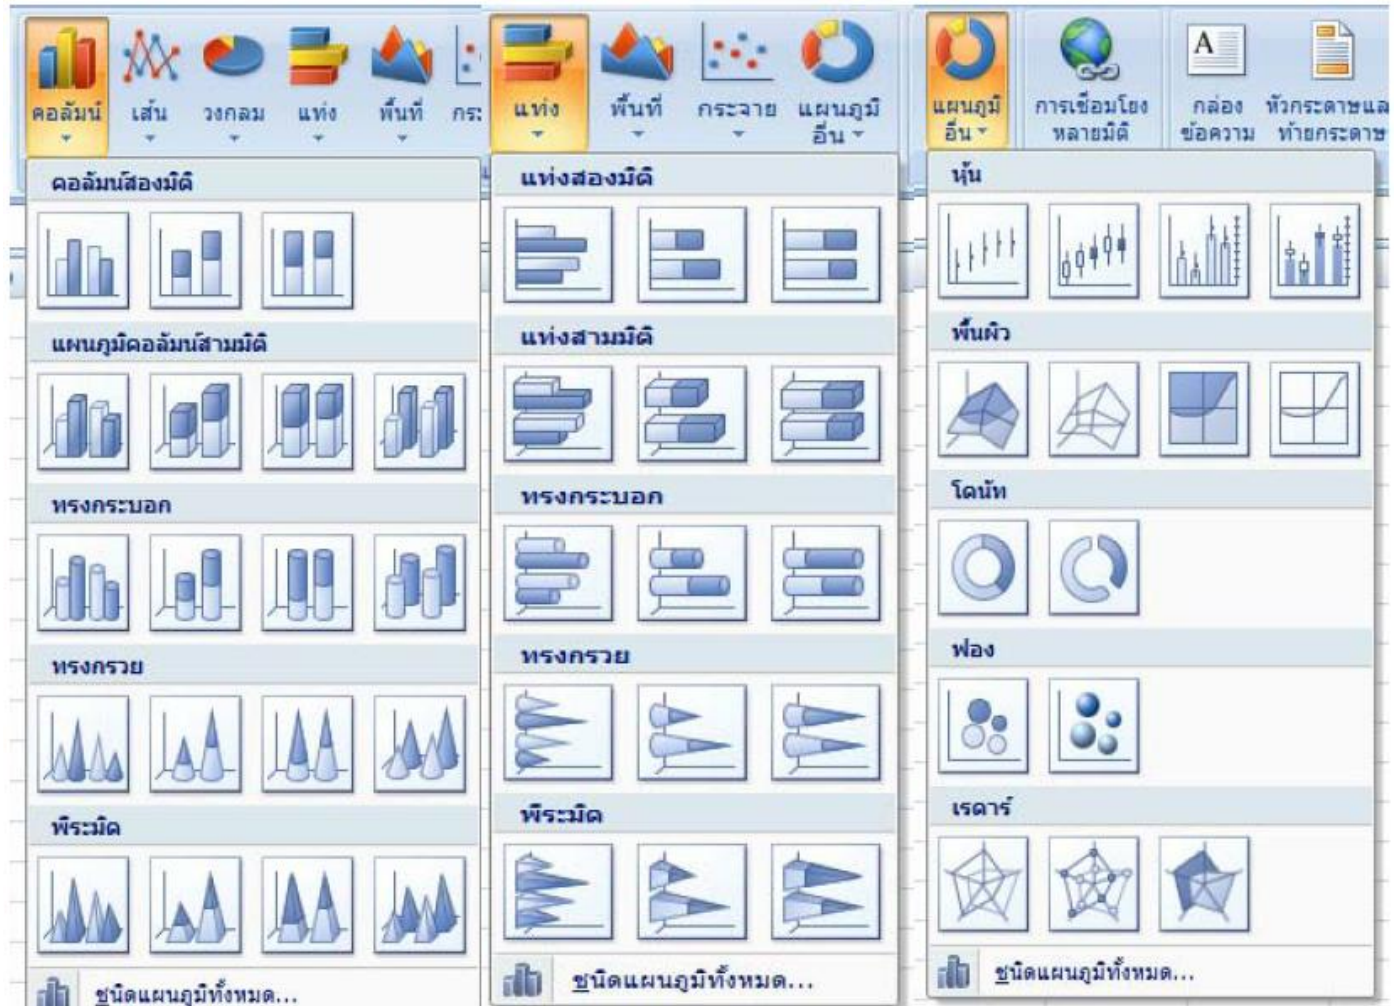 คอลัมน์
เส้น
วงกลม
แท่ง
พื้นที่
กระ
คอลัมน์สองมิติ
แผนภูมิคอลัมน์สามมิติ
ทรงกระบอก
ทรงกรวย
พีระมิด
ชนิดแผนภูมิทั้งหมด...
แท่ง
พื้นที่
กระจาย
แผนภูมิ
อื่น
แท่งสองมิติ
แท่งสามมิติ
ทรงกระบอก
ทรงกรวย
พีระมิด
ชนิดแผนภูมิทั้งหมด...
แผนภูมิ
อื่น
การเชื่อมโยง
หลายมิติ
A
กล่อง
ข้อความ
หัวกระดาษแล
ท้ายกระดาษ
หุ้น
พื้นผิว
โดนัท
ฟอง
เรดาร์
ชนิดแผนภูมิทั้งหมด...